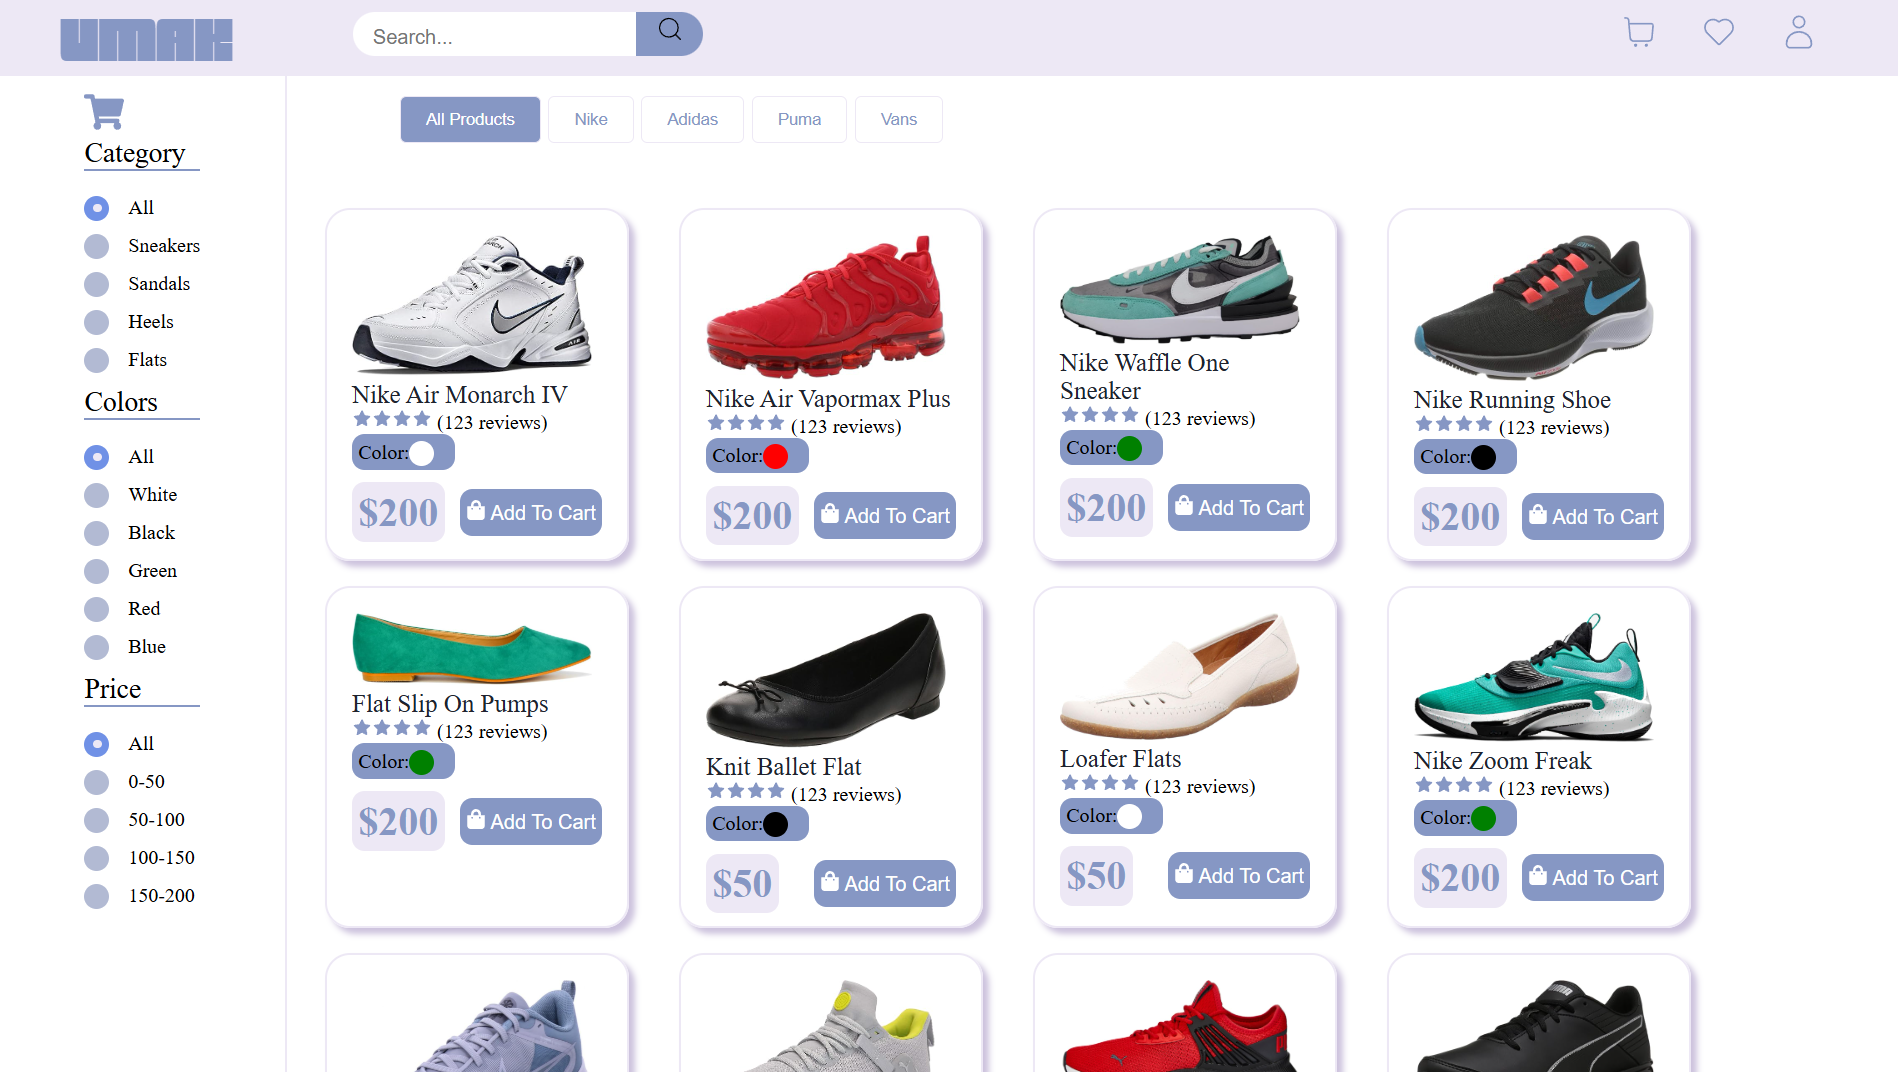 UMAK
Search...
All Products
Nike
Adidas
Puma
Vans
Category
All
Sneakers
Sandals
Heels
Flats
Colors
All
White
Black
Green
Red
Blue
Price
All
0-50
50-100
100-150
150-200
Nike Air Monarch IV
(123 reviews)
Color:
$200
Add To Cart
Nike Air Vapormax Plus
(123 reviews)
Color:
$200
Add To Cart
Nike Waffle One
Sneaker
(123 reviews)
Color:
$200
Add To Cart
Nike Running Shoe
(123 reviews)
Color:
$200
Add To Cart
Flat Slip On Pumps
(123 reviews)
Color:
$200
Add To Cart
Knit Ballet Flat
(123 reviews)
Color:
$50
Add To Cart
Loafer Flats
(123 reviews)
Color:
$50
Add To Cart
Nike Zoom Freak
(123 reviews)
Color:
$200
Add To Cart